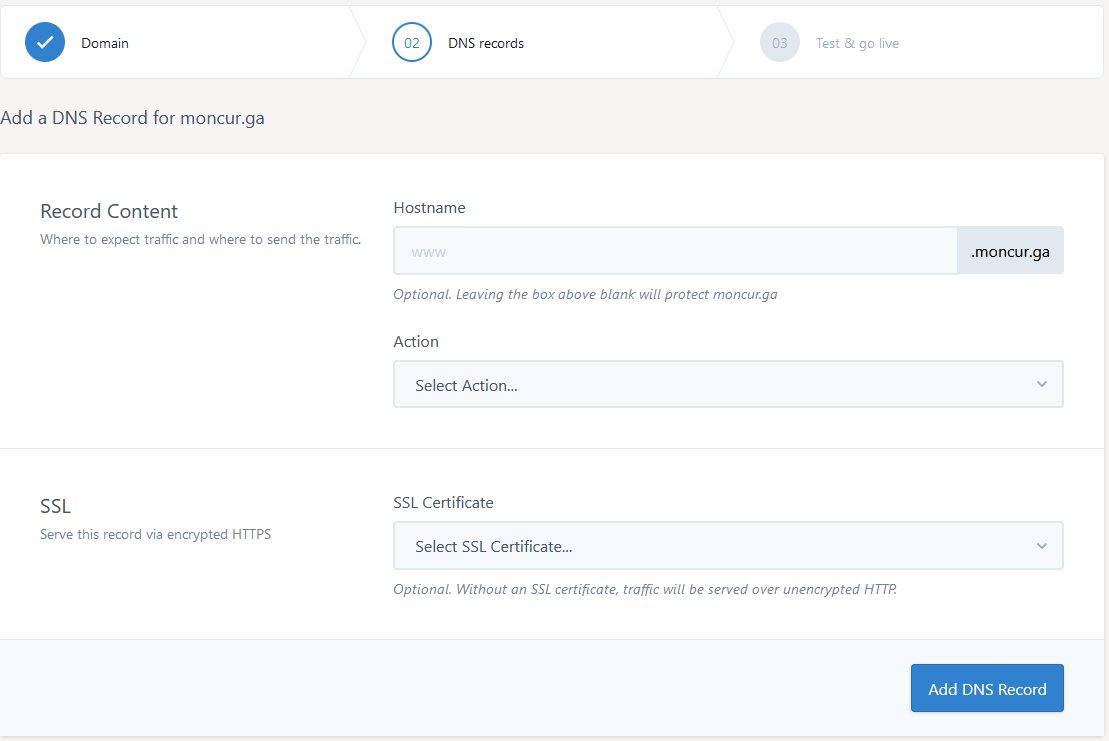 Domain
02 DNS records
03 Test & go live
Add a DNS Record for moncur.ga
Record Content
Where to expect traffic and where to send the traffic.
Hostname
www .moncur.ga
Optional. Leaving the box above blank will protect moncur.ga
Action
Select Action...
SSL
Serve this record via encrypted HTTPS
SSL Certificate
Select SSL Certificate...
Optional. Without an SSL certificate, traffic will be served over unencrypted HTTP.
Add DNS Record